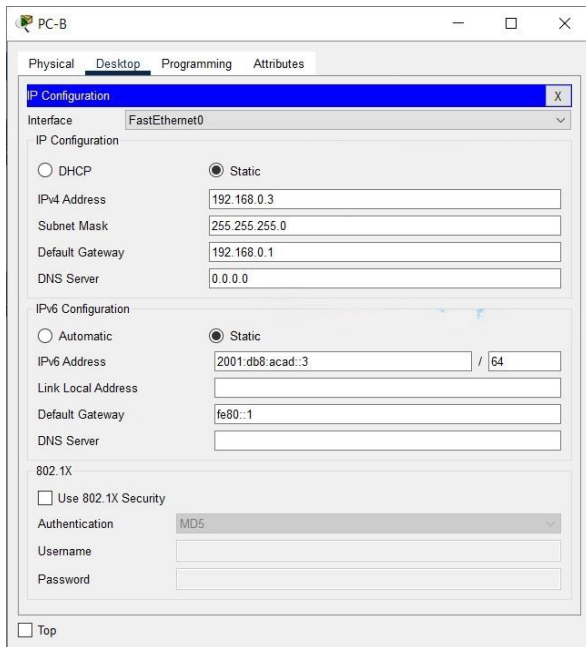 PC-B
Physical Desktop Programming Attributes
IP Configuration X
Interface FastEthernet0
IP Configuration
DHCP Static
IPv4 Address 192.168.0.3
Subnet Mask 255.255.255.0
Default Gateway 192.168.0.1
DNS Server 0.0.0.0
IPv6 Configuration
Automatic Static
IPv6 Address 2001:db8:acad::3 / 64
Link Local Address
Default Gateway fe80::1
DNS Server
802.1X
Use 802.1X Security
Authentication MD5
Username
Password
Top